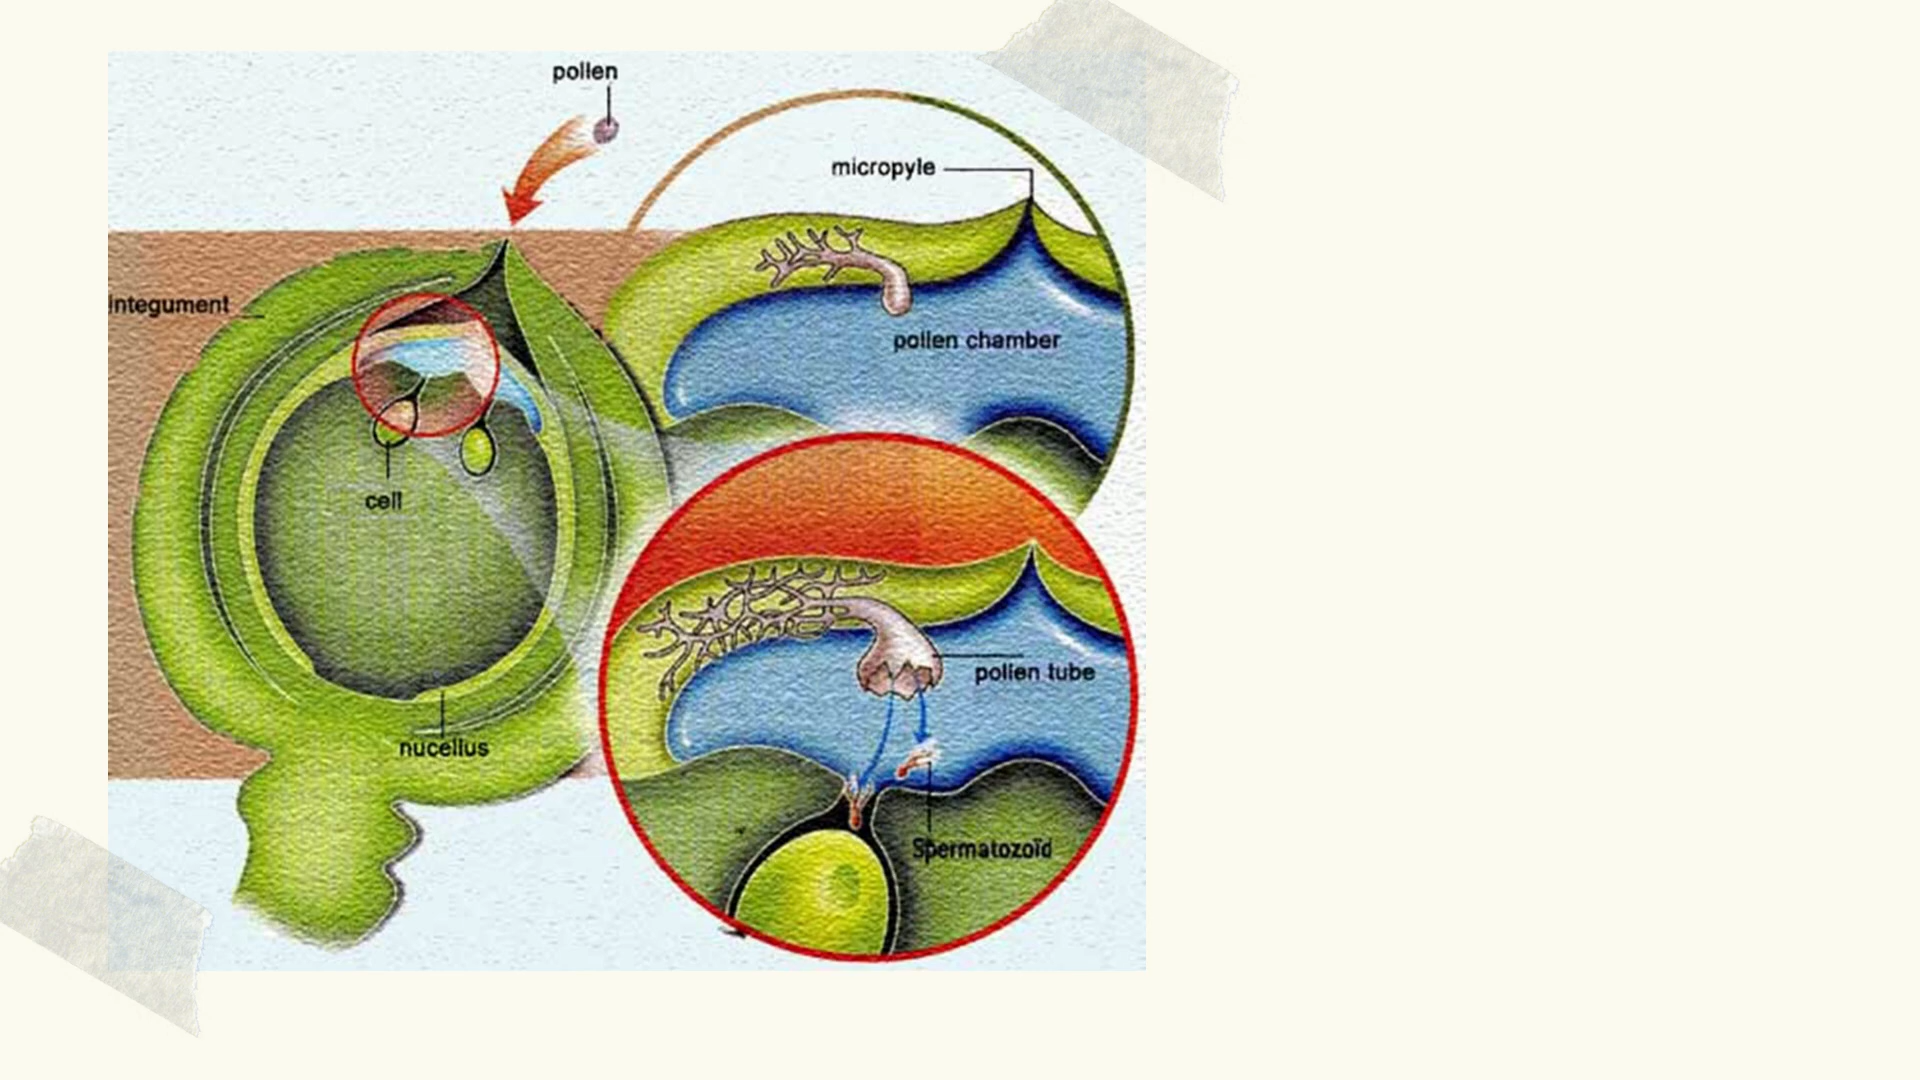 pollen
micropyle
integument
pollen chamber
cell
pollen tube
nucellus
Spermatozoïd